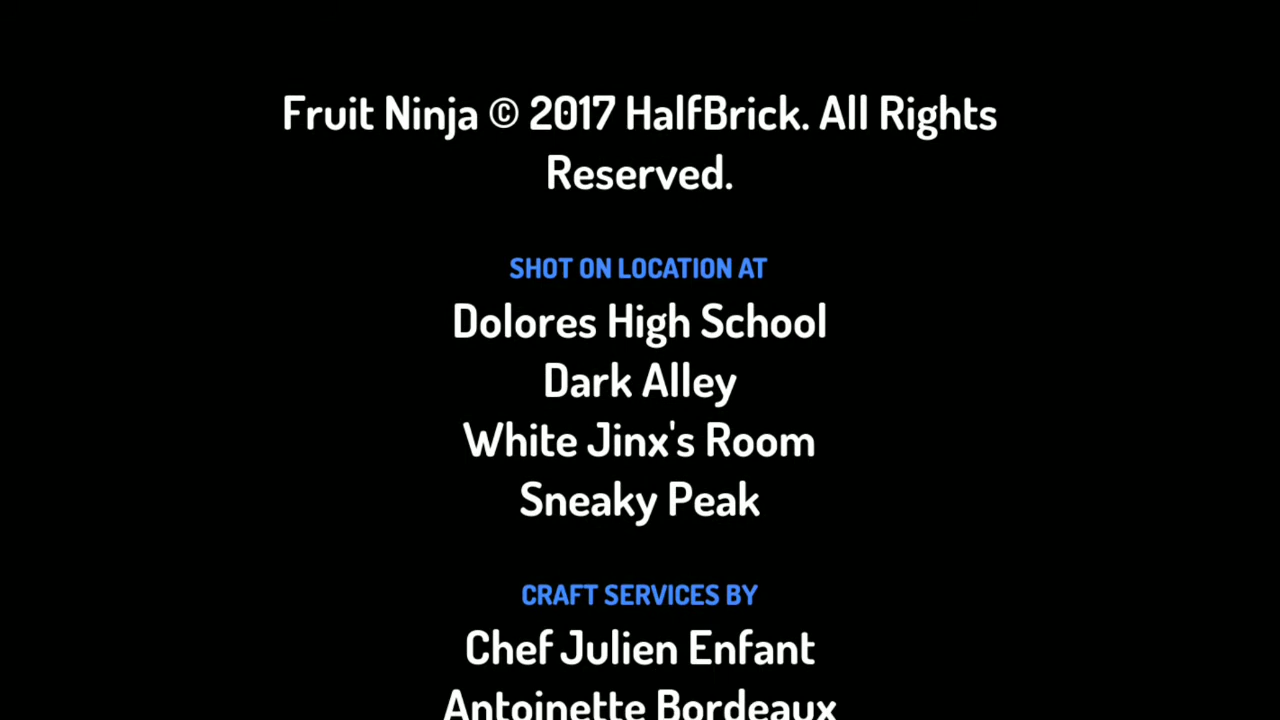 Fruit Ninja © 2017 HalfBrick. All Rights
Reserved.
SHOT ON LOCATION AT
Dolores High School
Dark Alley
White Jinx's Room
Sneaky Peak
CRAFT SERVICES BY
Chef Julien Enfant
Antoinette Bordeaux